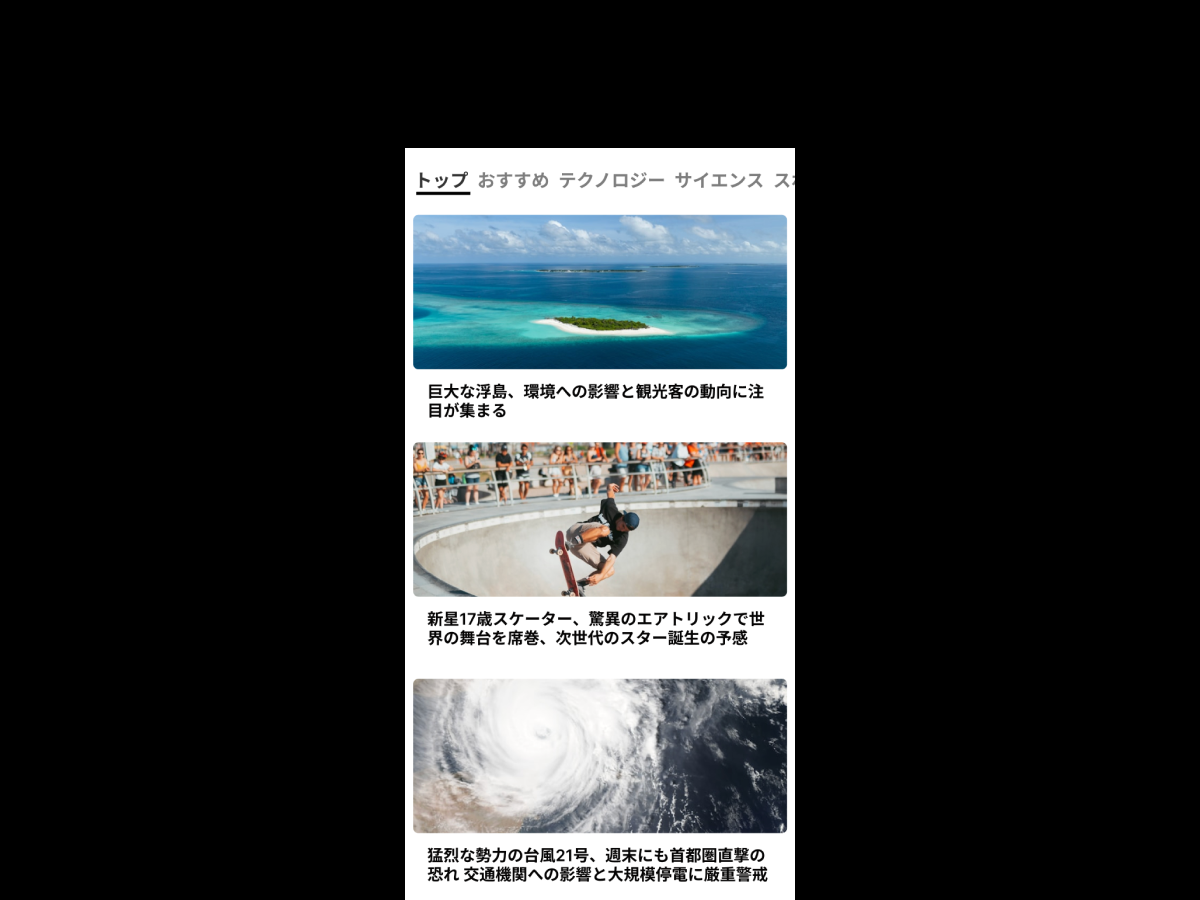 トップ おすすめ テクノロジー サイエンス
巨大な浮島、環境への影響と観光客の動向に注
目が集まる
新星17歳スケーター、驚異のエアトリックで世
界の舞台を席巻、次世代のスター誕生の予感
猛烈な勢力の台風21号、週末にも首都圏直撃の
恐れ 交通機関への影響と大規模停電に厳重警戒